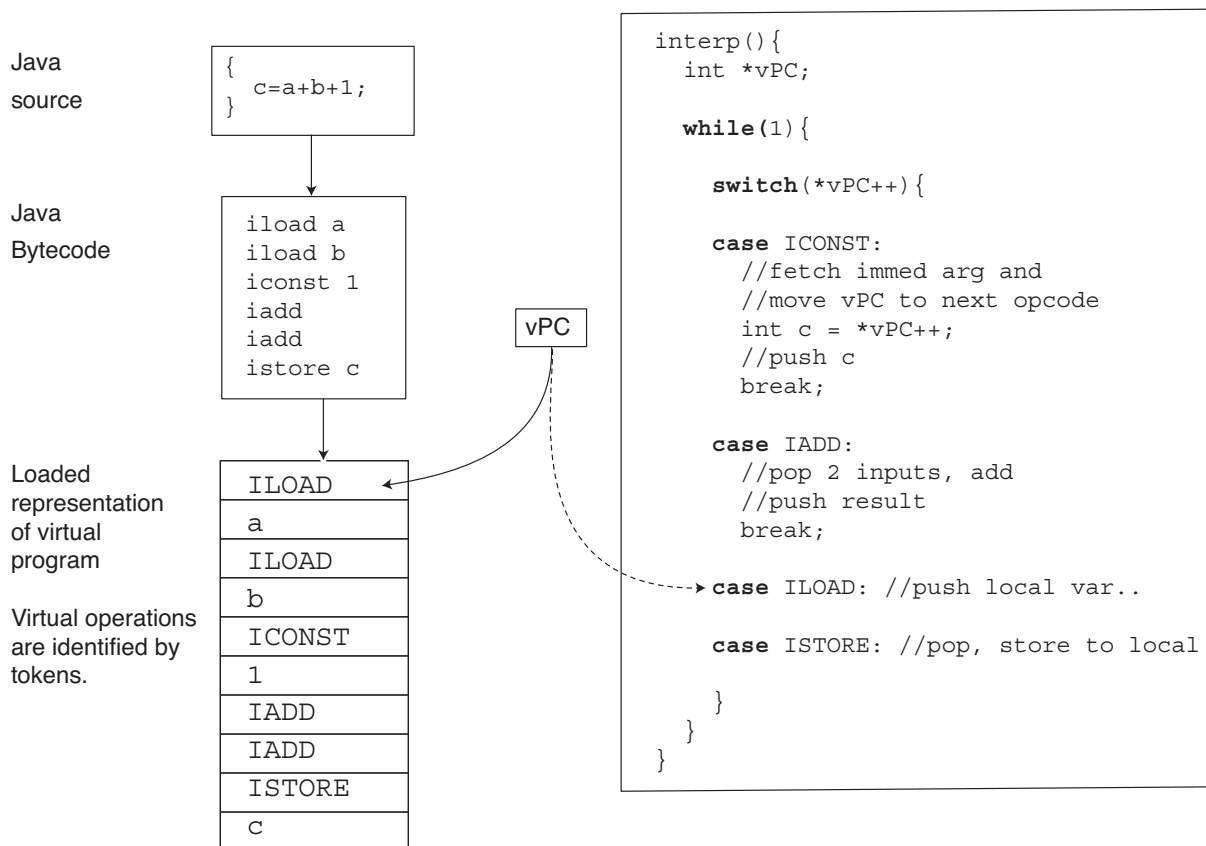 Java
source
{
c=a+b+1;
}
Java
Bytecode
iload a
iload b
iconst 1
iadd
iadd
istore c
vPC
Loaded
representation
of virtual
program
Virtual operations
are identified by
tokens.
ILOAD
a
ILOAD
b
ICONST
1
IADD
IADD
ISTORE
c
interp(){
int *vPC;
while(1){
switch(*vPC++){
case ICONST:
//fetch immed arg and
//move vPC to next opcode
int c = *vPC++;
//push c
break;
case IADD:
//pop 2 inputs, add
//push result
break;
case ILOAD: //push local var..
case ISTORE: //pop, store to local
}
}
}